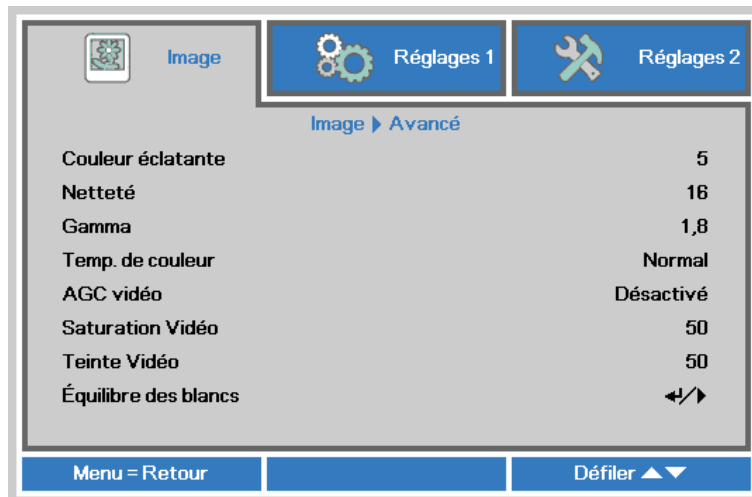 Image Réglages 1 Réglages 2
Image ▶ Avancé
Couleur éclatante 5
Netteté 16
Gamma 1,8
Temp. de couleur Normal
AGC vidéo Désactivé
Saturation Vidéo 50
Teinte Vidéo 50
Équilibre des blancs ↵/▶
Menu = Retour Défiler ▲▼